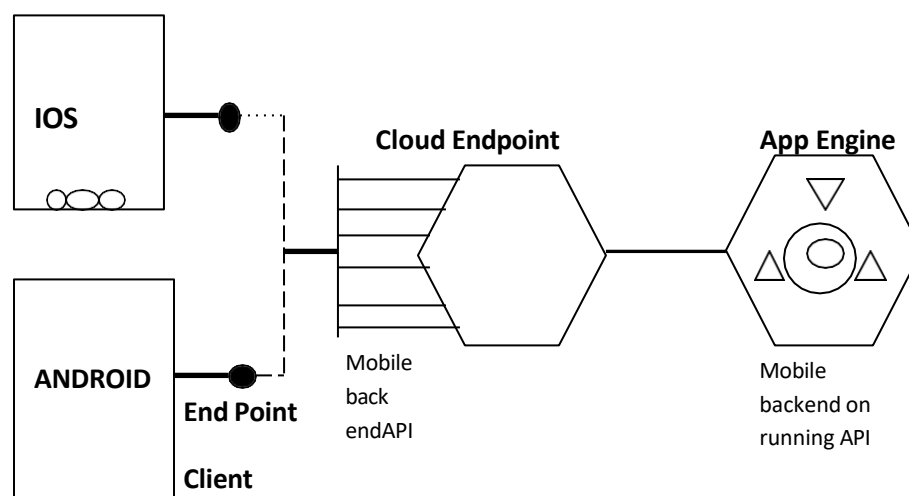 IOS
Cloud Endpoint
App Engine
ANDROID
End Point
Client
Mobile
back
endAPI
Mobile
backend on
running API